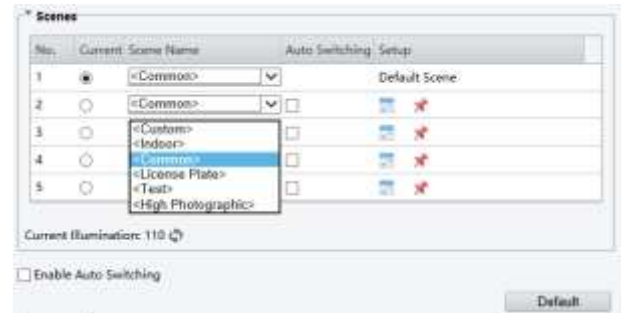 Scenes
No. Current Scene Name Auto Switching Setup
1 <Common> Default Scene
2 <Common>
3 <Custom>
<Indoor>
4 <Common>
<License Plate>
5 <Test>
<High Photographic>
Current Illumination: 110
Enable Auto Switching
Default